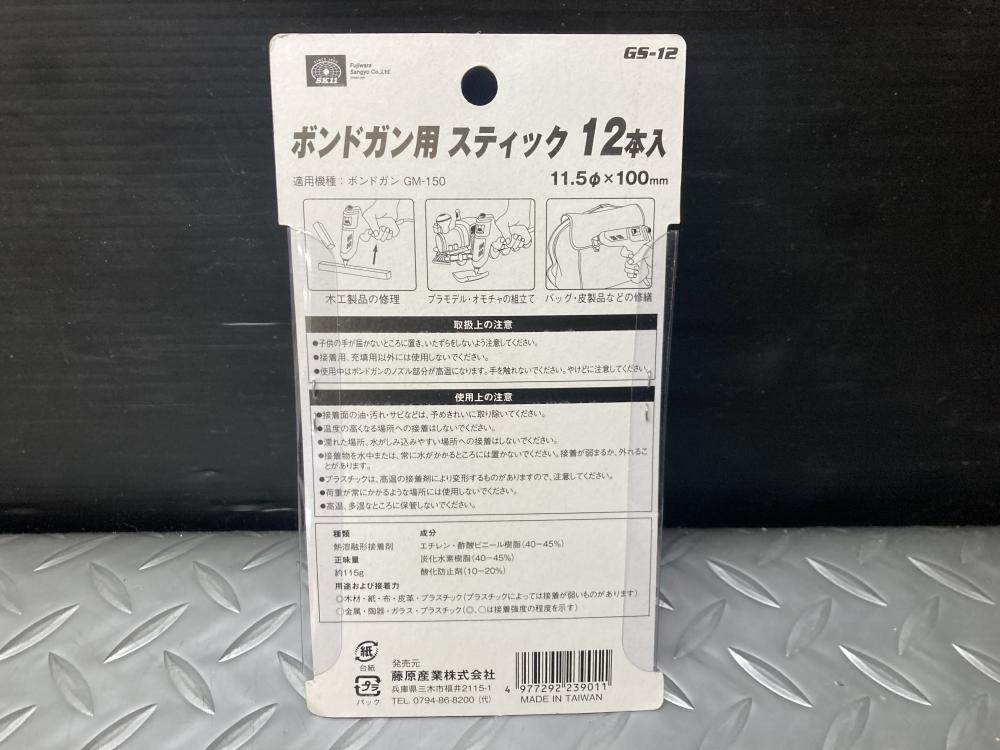 SK11
Fujiwara
Sangyo Co.,Ltd.
GS-12
ボンドガン用 スティック 12本入
適用機種：ボンドガン GM-150
11.5φ×100mm
木工製品の修理
プラモデル・オモチャの組立て
バッグ・皮製品などの修繕
取扱上の注意
●子供の手が届かないところに置き、いたずらをしないよう注意してください。
●接着用、充填用以外には使用しないでください。
●使用中はボンドガンのノズル部分が高温になります。手を触れないでください。やけどに注意してください。
使用上の注意
●接着面の油・汚れ・サビなどは、予めきれいに取り除いてください。
●温度の高くなる場所への接着はしないでください。
●濡れた場所、水がしみ込みやすい場所への接着はしないでください。
●接着物を水中または、常に水がかかるところには置かないでください。接着が弱まるか、外れるこ
とがあります。
●プラスチックは、高温の接着剤により変形するものがありますので、注意してください。
●荷重が常にかかるような場所には使用しないでください。
●高温、多湿なところに保管しないでください。
種類
成分
熱溶融形接着剤
エチレン・酢酸ビニール樹脂(40−45%)
正味量
炭化水素樹脂(40−45%)
約115g
酸化防止剤(10−20%)
用途および接着力
◎木材・紙・布・皮革・プラスチック(プラスチックによっては接着が弱いものがあります)
○金属・陶器・ガラス・プラスチック(◎、○は接着強度の程度を示す)
紙
台紙
プラ
パック
発売元
藤原産業株式会社
兵庫県三木市福井2115-1
TEL. 0794-86-8200 (代)
4 977292 239011
MADE IN TAIWAN